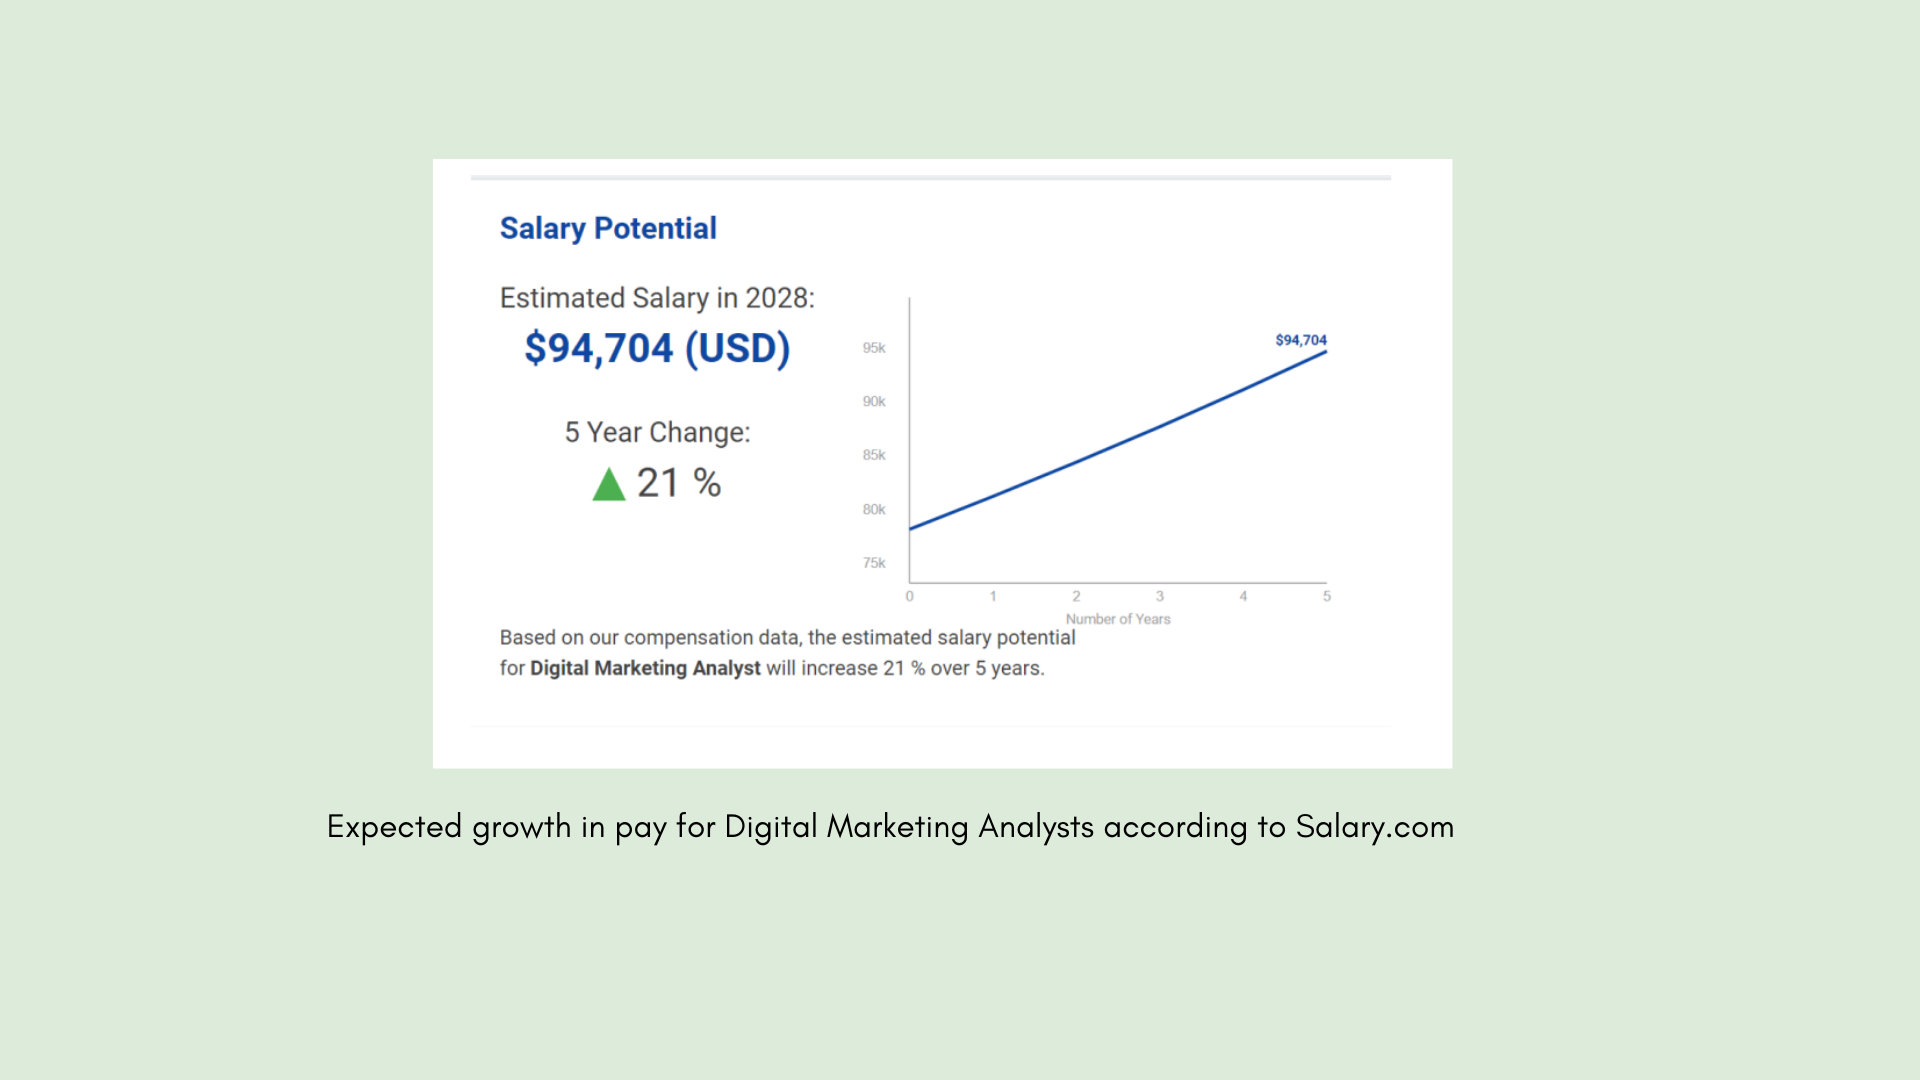 Salary Potential
Estimated Salary in 2028:
$94,704 (USD)
5 Year Change:
21 %
$94,704
95k
90k
85k
80k
75k
0 1 2 3 4 5
Number of Years
Based on our compensation data, the estimated salary potential
for Digital Marketing Analyst will increase 21 % over 5 years.
Expected growth in pay for Digital Marketing Analysts according to Salary.com